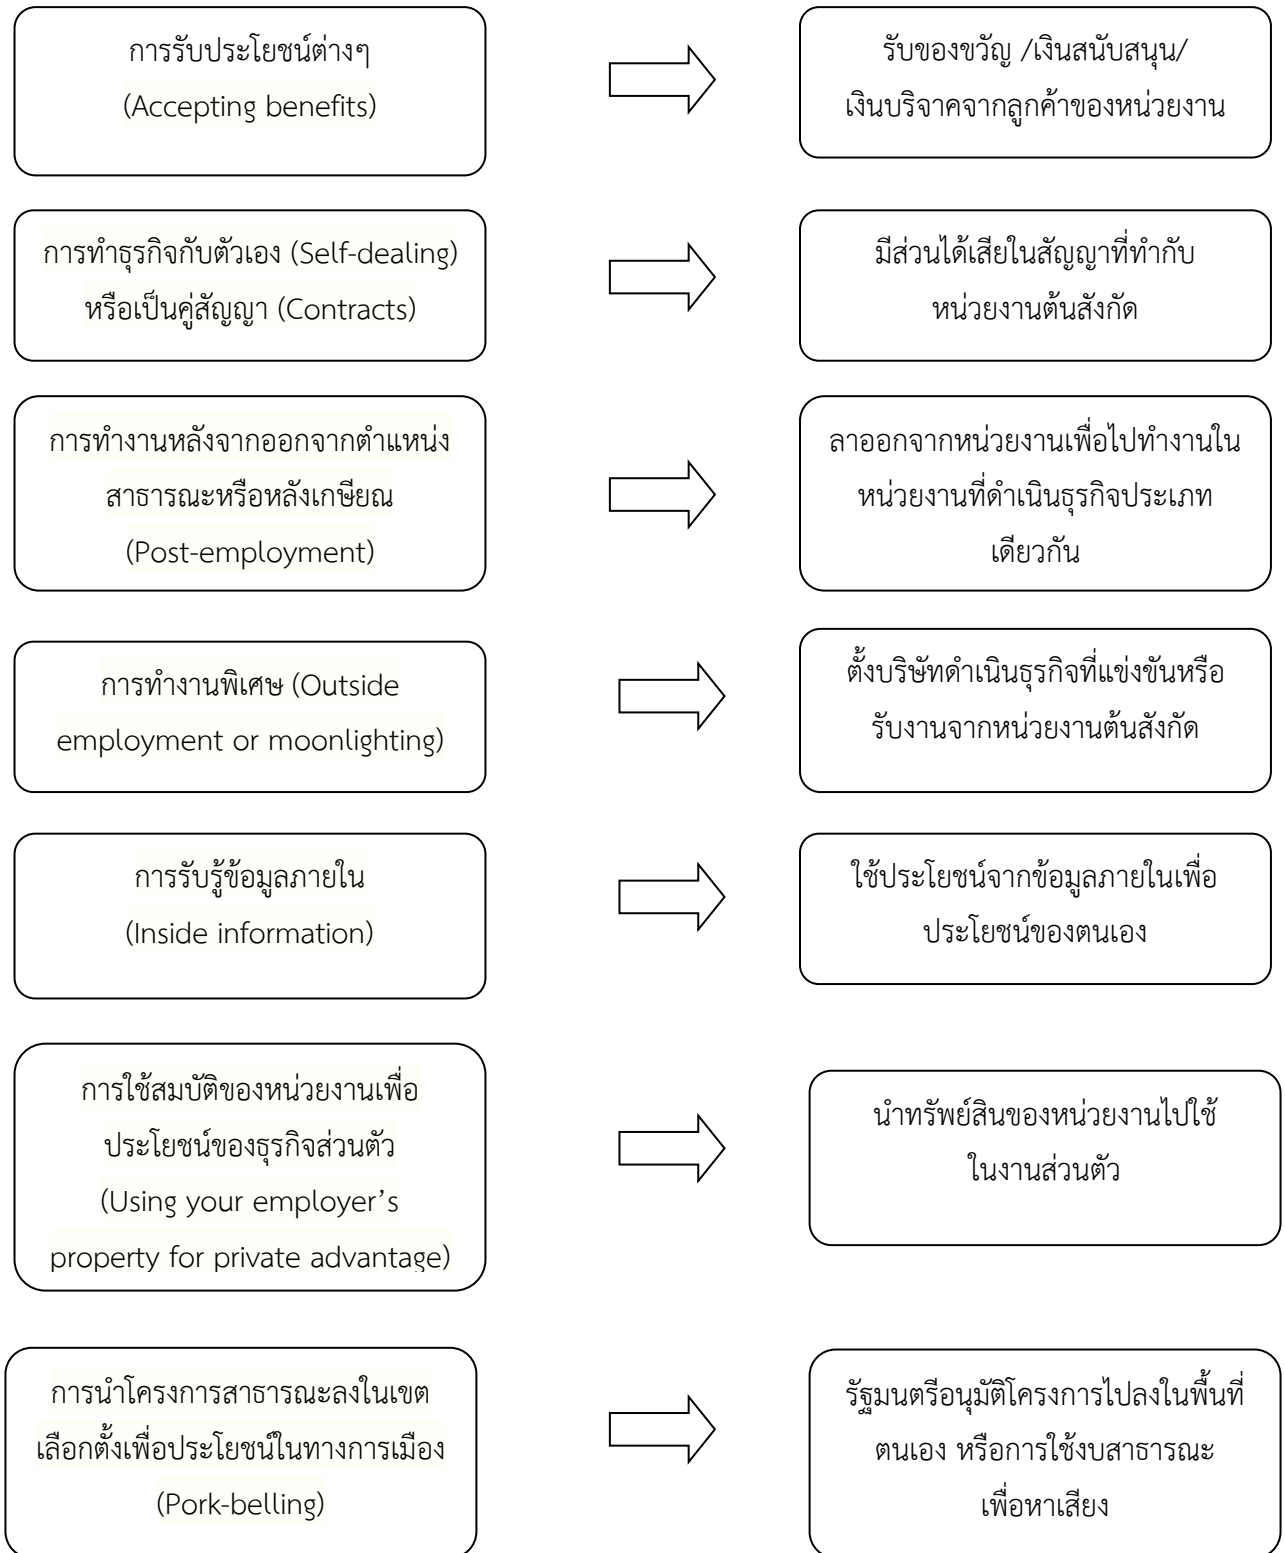 การรับประโยชน์ต่างๆ
(Accepting benefits)
รับของขวัญ /เงินสนับสนุน/
เงินบริจาคจากลูกค้าของหน่วยงาน
การทำธุรกิจกับตัวเอง (Self-dealing)
หรือเป็นคู่สัญญา (Contracts)
มีส่วนได้เสียในสัญญาที่ทำกับ
หน่วยงานต้นสังกัด
การทำงานหลังจากออกจากตำแหน่ง
สาธารณะหรือหลังเกษียณ
(Post-employment)
ลาออกจากหน่วยงานเพื่อไปทำงานใน
หน่วยงานที่ดำเนินธุรกิจประเภท
เดียวกัน
การทำงานพิเศษ (Outside
employment or moonlighting)
ตั้งบริษัทดำเนินธุรกิจที่แข่งขันหรือ
รับงานจากหน่วยงานต้นสังกัด
การรับรู้ข้อมูลภายใน
(Inside information)
ใช้ประโยชน์จากข้อมูลภายในเพื่อ
ประโยชน์ของตนเอง
การใช้สมบัติของหน่วยงานเพื่อ
ประโยชน์ของธุรกิจส่วนตัว
(Using your employer’s
property for private advantage)
นำทรัพย์สินของหน่วยงานไปใช้
ในงานส่วนตัว
การนำโครงการสาธารณะลงในเขต
เลือกตั้งเพื่อประโยชน์ในทางการเมือง
(Pork-belling)
รัฐมนตรีอนุมัติโครงการไปลงในพื้นที่
ตนเอง หรือการใช้งบสาธารณะ
เพื่อหาเสียง